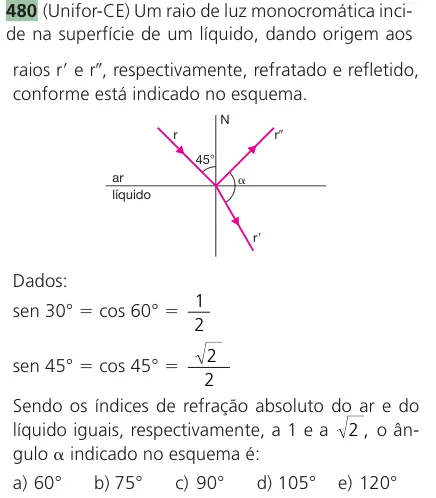 480 (Unifor-CE) Um raio de luz monocromática inci-
de na superfície de um líquido, dando origem aos
raios r′ e r″, respectivamente, refratado e refletido,
conforme está indicado no esquema.
N
r
r″
45°
ar
α
líquido
r′
Dados:
sen 30° = cos 60° = 1/2
sen 45° = cos 45° = √2/2
Sendo os índices de refração absoluto do ar e do
líquido iguais, respectivamente, a 1 e a √2, o ân-
gulo α indicado no esquema é:
a) 60° b) 75° c) 90° d) 105° e) 120°